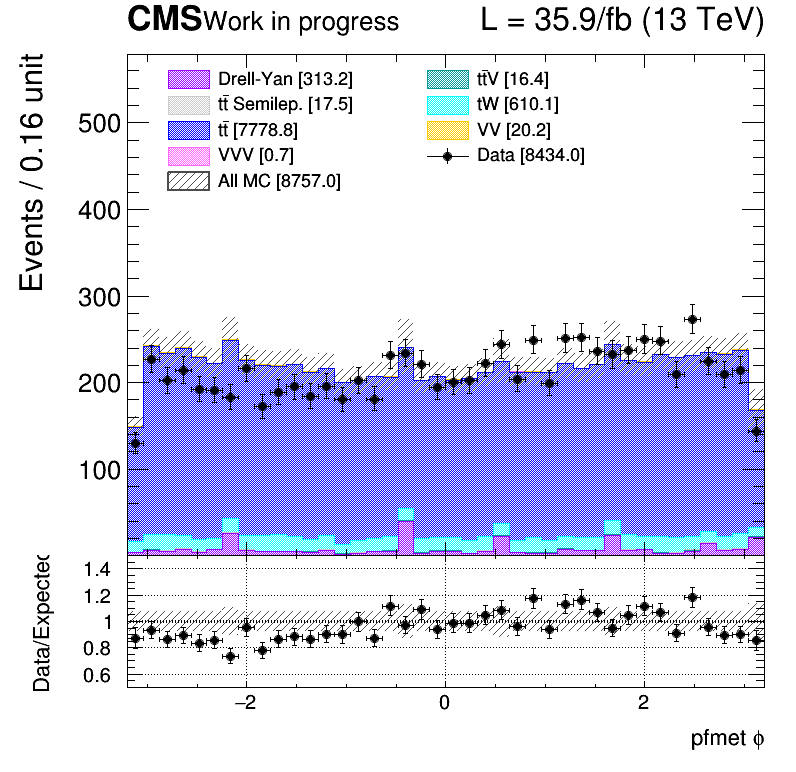 CMS Work in progress L = 35.9/fb (13 TeV)
Events / 0.16 unit
Drell-Yan [313.2] tt̄V [16.4]
tt̄ Semilep. [17.5] tW [610.1]
tt̄ [7778.8] VV [20.2]
VVV [0.7] Data [8434.0]
All MC [8757.0]
500
400
300
200
100
Data/Expected
1.4
1.2
1
0.8
0.6
−2 0 2
pfmet ϕ